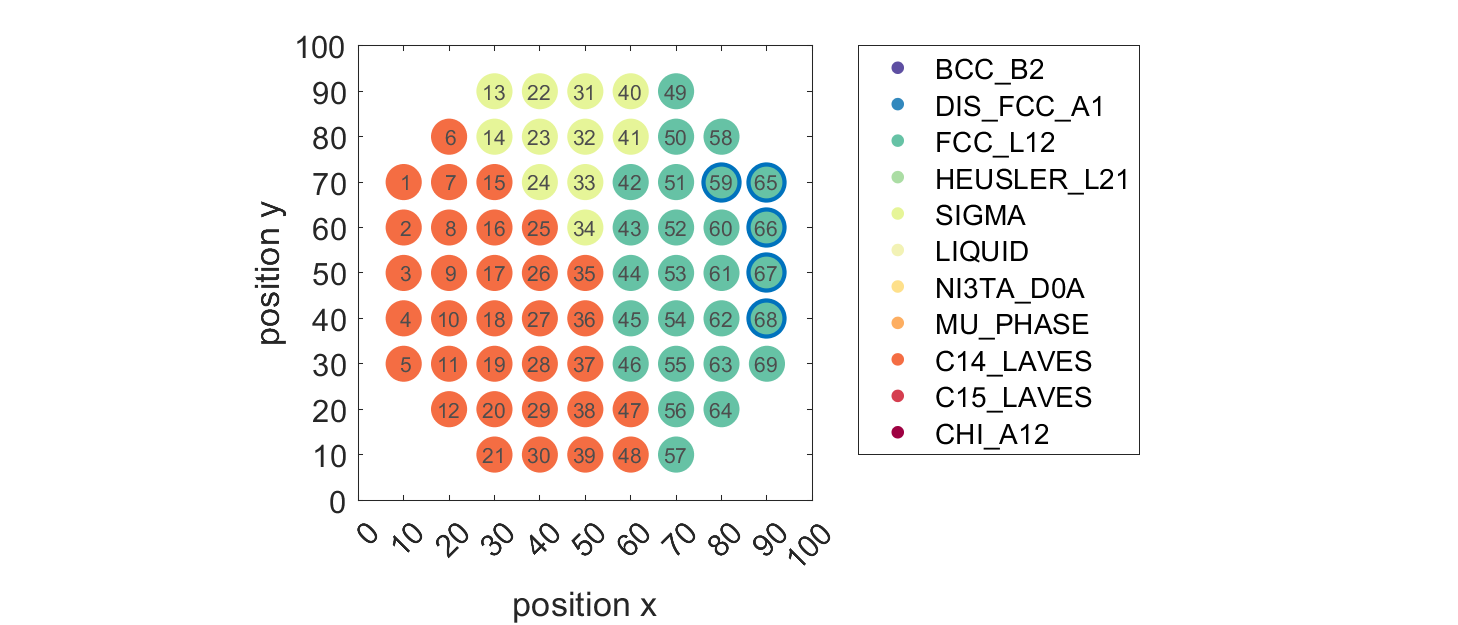 100
90
80
70
60
50
40
30
20
10
0
position y
13 22 31 40 49
6 14 23 32 41 50 58
1 7 15 24 33 42 51 59 65
2 8 16 25 34 43 52 60 66
3 9 17 26 35 44 53 61 67
4 10 18 27 36 45 54 62 68
5 11 19 28 37 46 55 63 69
12 20 29 38 47 56 64
21 30 39 48 57
0 10 20 30 40 50 60 70 80 90 100
position x
BCC_B2
DIS_FCC_A1
FCC_L12
HEUSLER_L21
SIGMA
LIQUID
NI3TA_D0A
MU_PHASE
C14_LAVES
C15_LAVES
CHI_A12